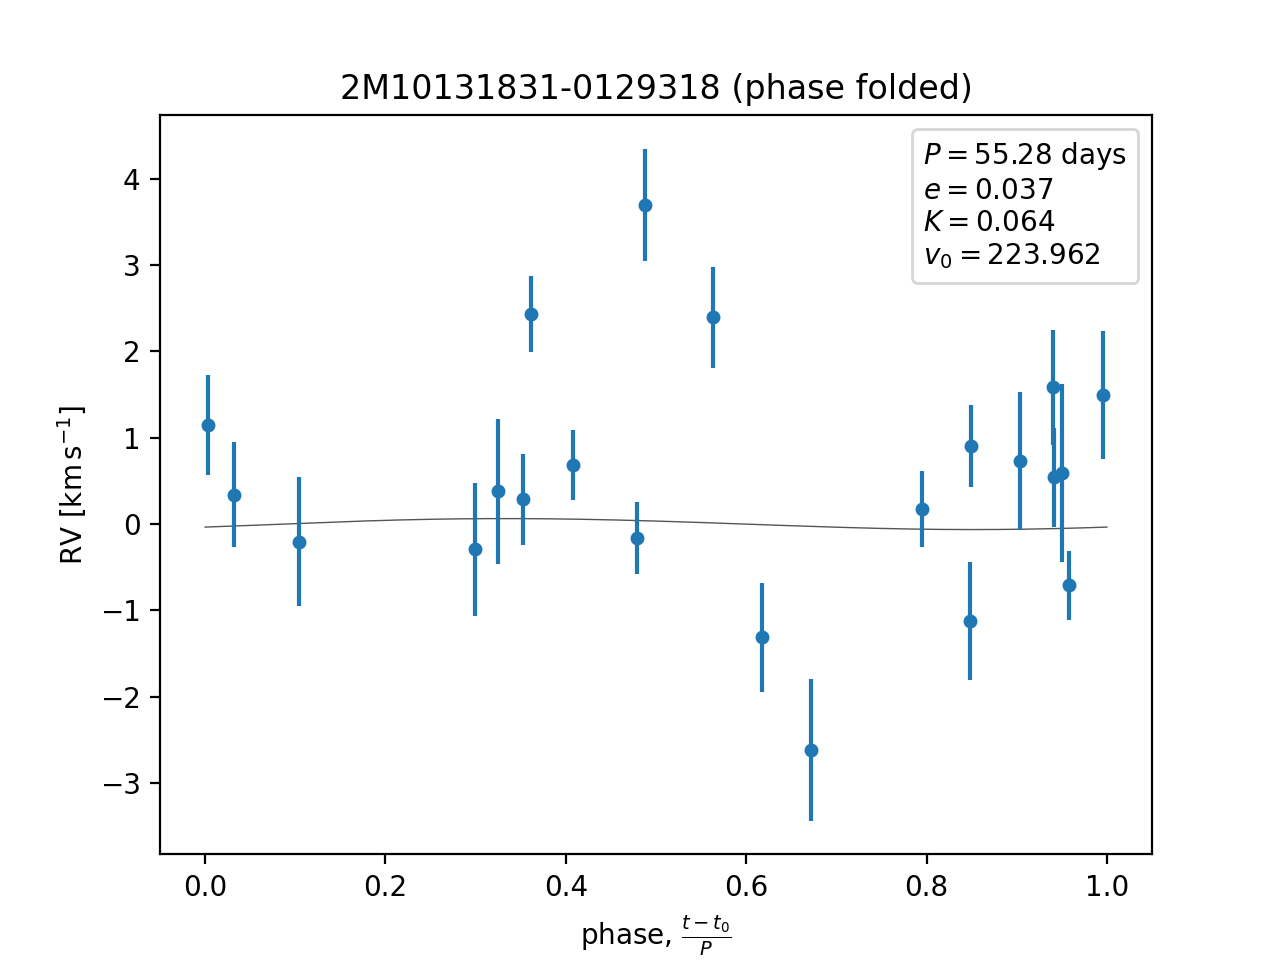 2M10131831-0129318 (phase folded)
P = 55.28 days
e = 0.037
K = 0.064
v₀ = 223.962
4
3
2
1
0
−1
−2
−3
RV [km s⁻¹]
0.0 0.2 0.4 0.6 0.8 1.0
phase, (t − t₀)/P